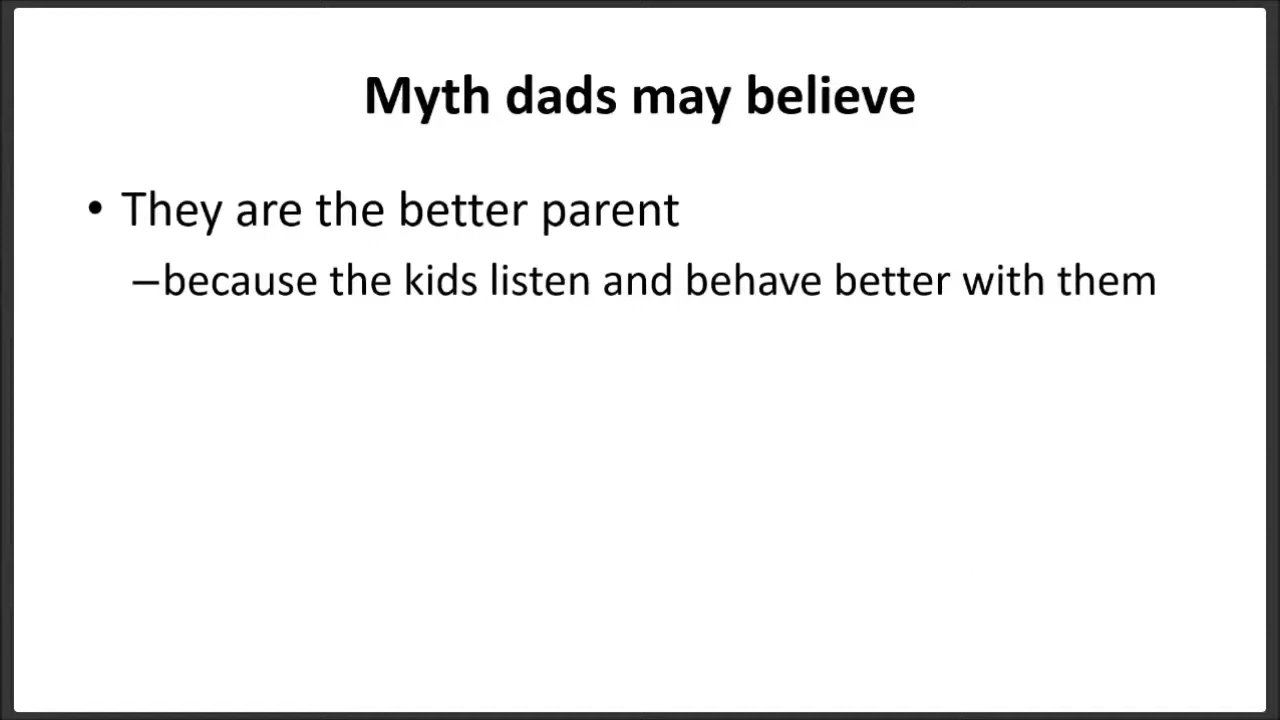 Myth dads may believe
• They are the better parent
–because the kids listen and behave better with them